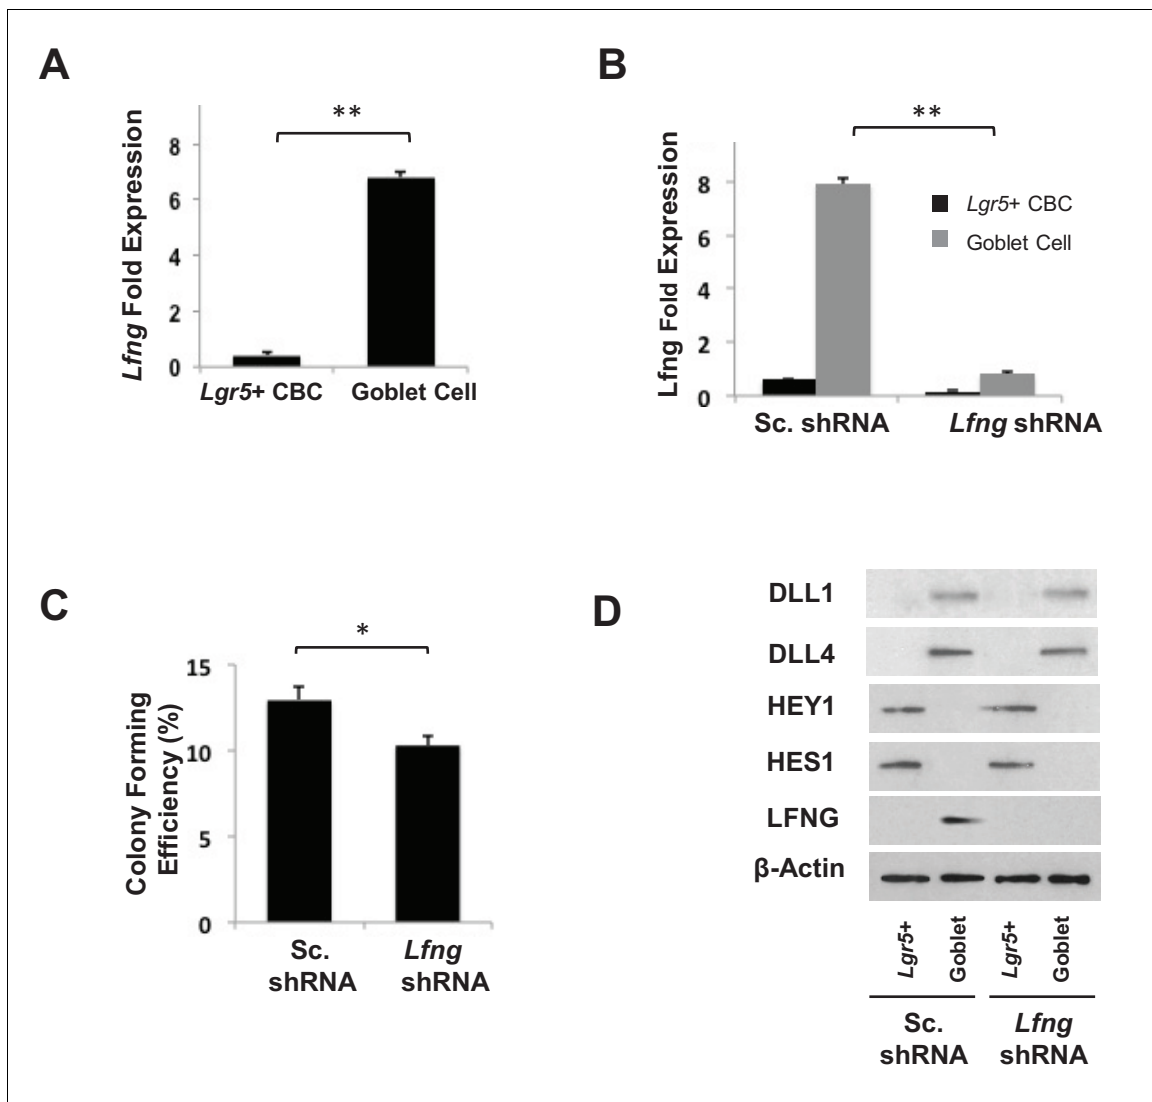 A
**
Lfng Fold Expression
8
6
4
2
0
Lgr5+ CBC
Goblet Cell
B
**
Lfng Fold Expression
8
6
4
2
0
Lgr5+ CBC
Goblet Cell
Sc. shRNA
Lfng shRNA
C
*
Colony Forming
Efficiency (%)
15
10
5
0
Sc.
shRNA
Lfng
shRNA
D
DLL1
DLL4
HEY1
HES1
LFNG
β-Actin
Lgr5+
Goblet
Lgr5+
Goblet
Sc.
shRNA
Lfng
shRNA